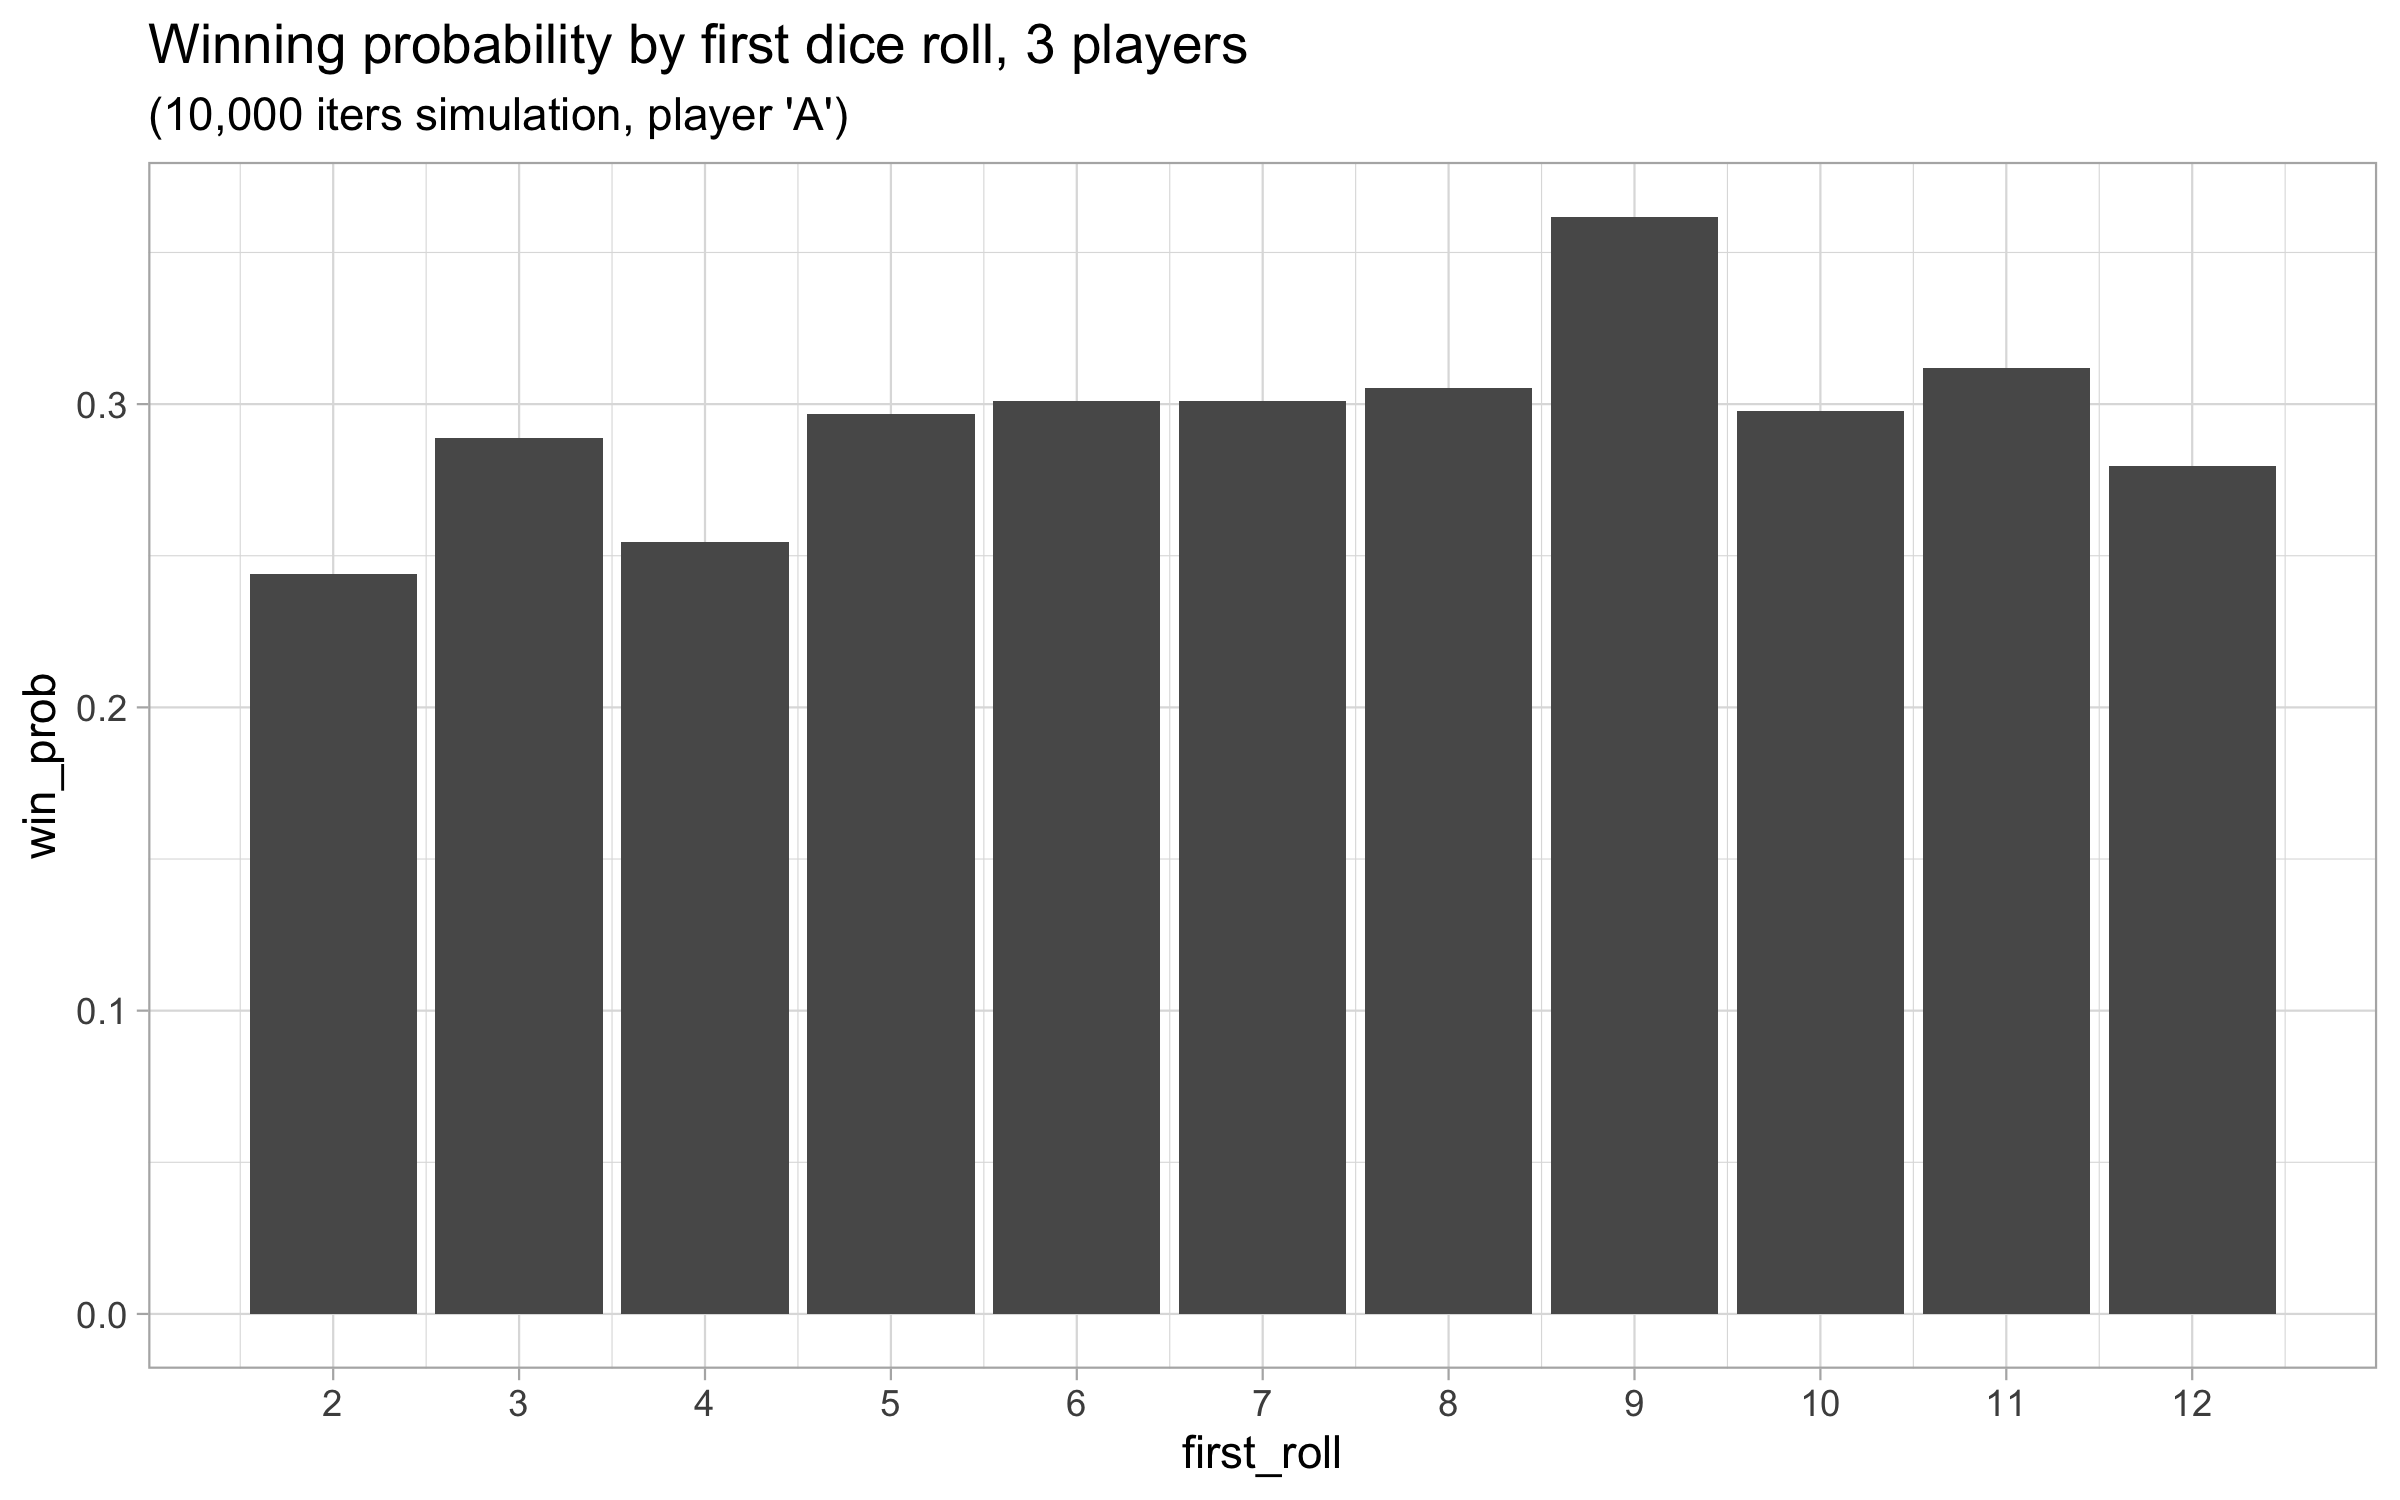 Winning probability by first dice roll, 3 players
(10,000 iters simulation, player 'A')
win_prob
0.3
0.2
0.1
0.0
2 3 4 5 6 7 8 9 10 11 12
first_roll